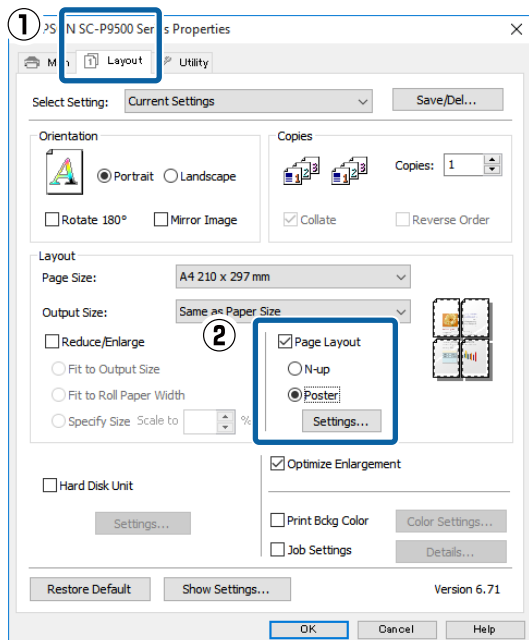 1
SC-P9500 Series Properties
Layout Utility
Select Setting: Current Settings Save/Del...
Orientation Copies
Portrait Landscape Copies: 1
Rotate 180° Mirror Image Collate Reverse Order
Layout
Page Size: A4 210 x 297 mm
Output Size: Same as Paper Size
2
Reduce/Enlarge Page Layout
Fit to Output Size N-up
Fit to Roll Paper Width Poster
Specify Size Scale to % Settings...
Optimize Enlargement
Hard Disk Unit
Settings... Print Bckg Color Color Settings...
Job Settings Details...
Restore Default Show Settings... Version 6.71
OK Cancel Help